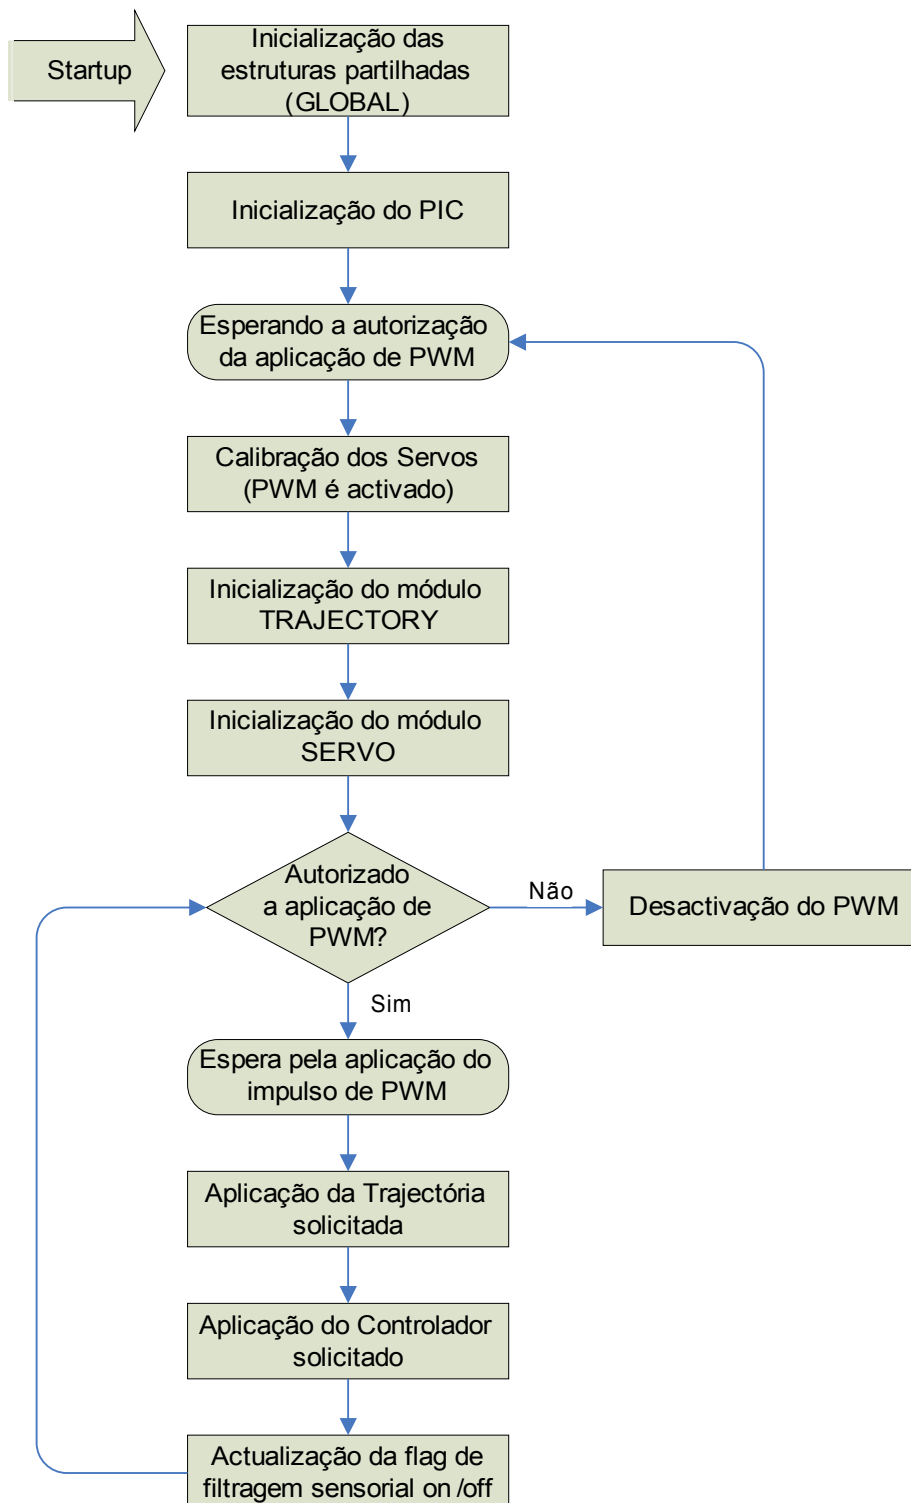 Startup
Inicialização das
estruturas partilhadas
(GLOBAL)
Inicialização do PIC
Esperando a autorização
da aplicação de PWM
Calibração dos Servos
(PWM é activado)
Inicialização do módulo
TRAJECTORY
Inicialização do módulo
SERVO
Autorizado
a aplicação de
PWM?
Não
Desactivação do PWM
Sim
Espera pela aplicação do
impulso de PWM
Aplicação da Trajectória
solicitada
Aplicação do Controlador
solicitado
Actualização da flag de
filtragem sensorial on /off